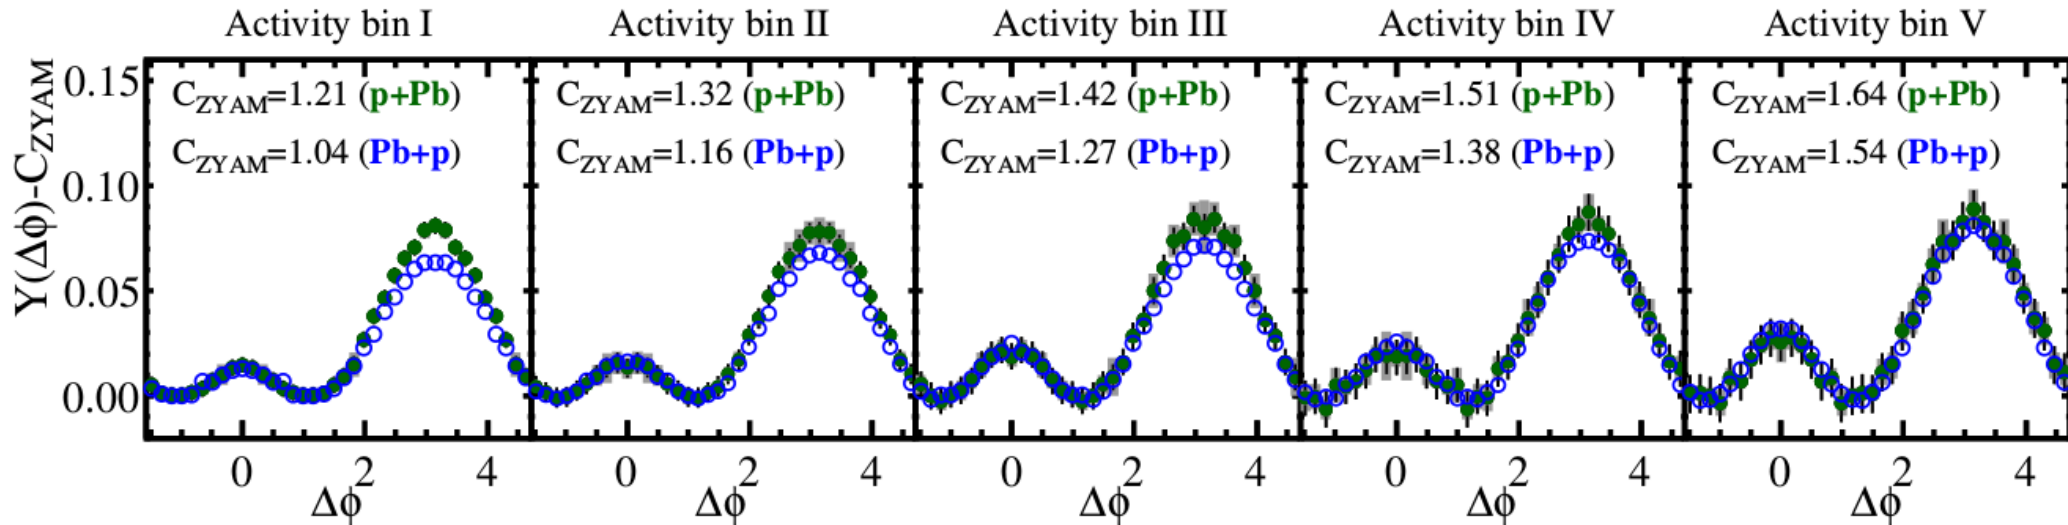 Activity bin I Activity bin II Activity bin III Activity bin IV Activity bin V
Y(Δϕ)-C_ZYAM
0.15
0.10
0.05
0.00
C_ZYAM=1.21 (p+Pb)
C_ZYAM=1.04 (Pb+p)
C_ZYAM=1.32 (p+Pb)
C_ZYAM=1.16 (Pb+p)
C_ZYAM=1.42 (p+Pb)
C_ZYAM=1.27 (Pb+p)
C_ZYAM=1.51 (p+Pb)
C_ZYAM=1.38 (Pb+p)
C_ZYAM=1.64 (p+Pb)
C_ZYAM=1.54 (Pb+p)
0 2 4 0 2 4 0 2 4 0 2 4 0 2 4
Δϕ Δϕ Δϕ Δϕ Δϕ